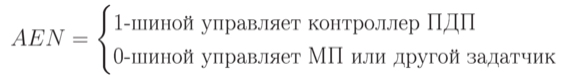 AEN = { 1-шиной управляет контроллер ПДП
0-шиной управляет МП или другой задатчик